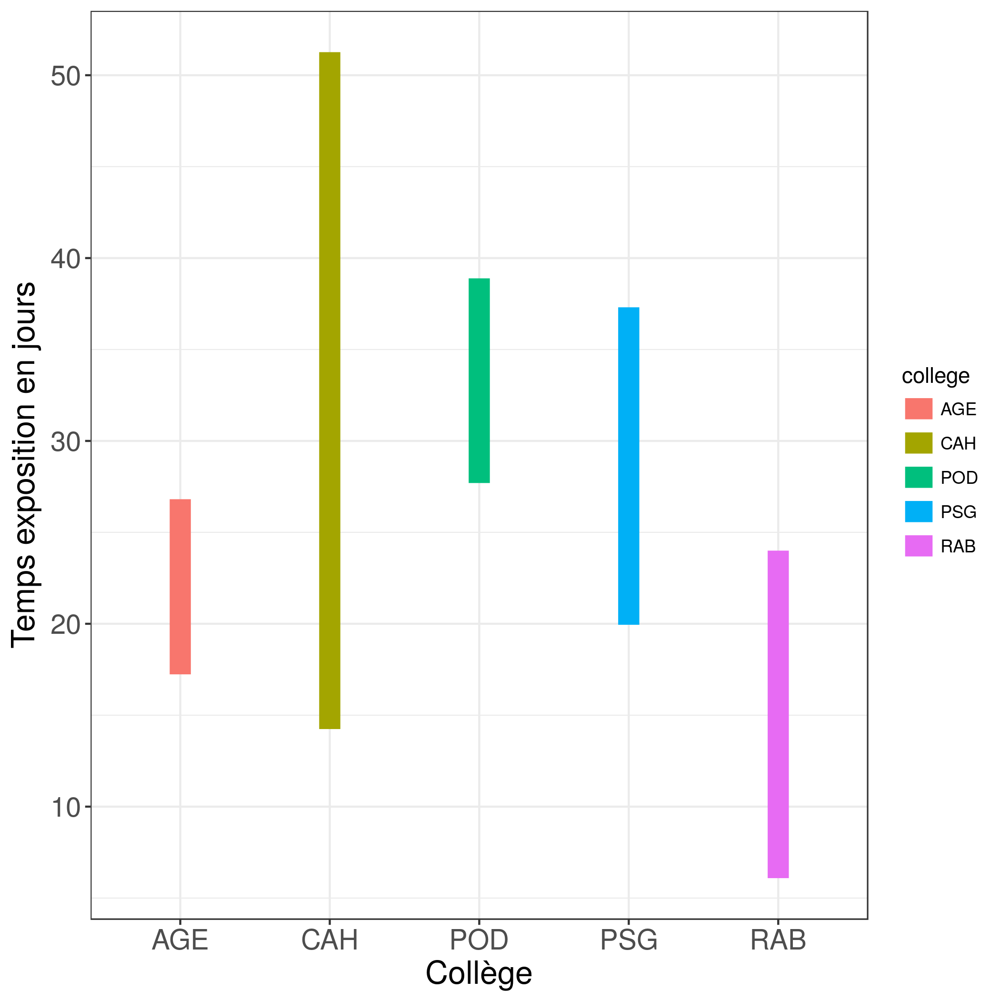 Temps exposition en jours
50
40
30
20
10
AGE
CAH
POD
PSG
RAB
Collège
college
AGE
CAH
POD
PSG
RAB